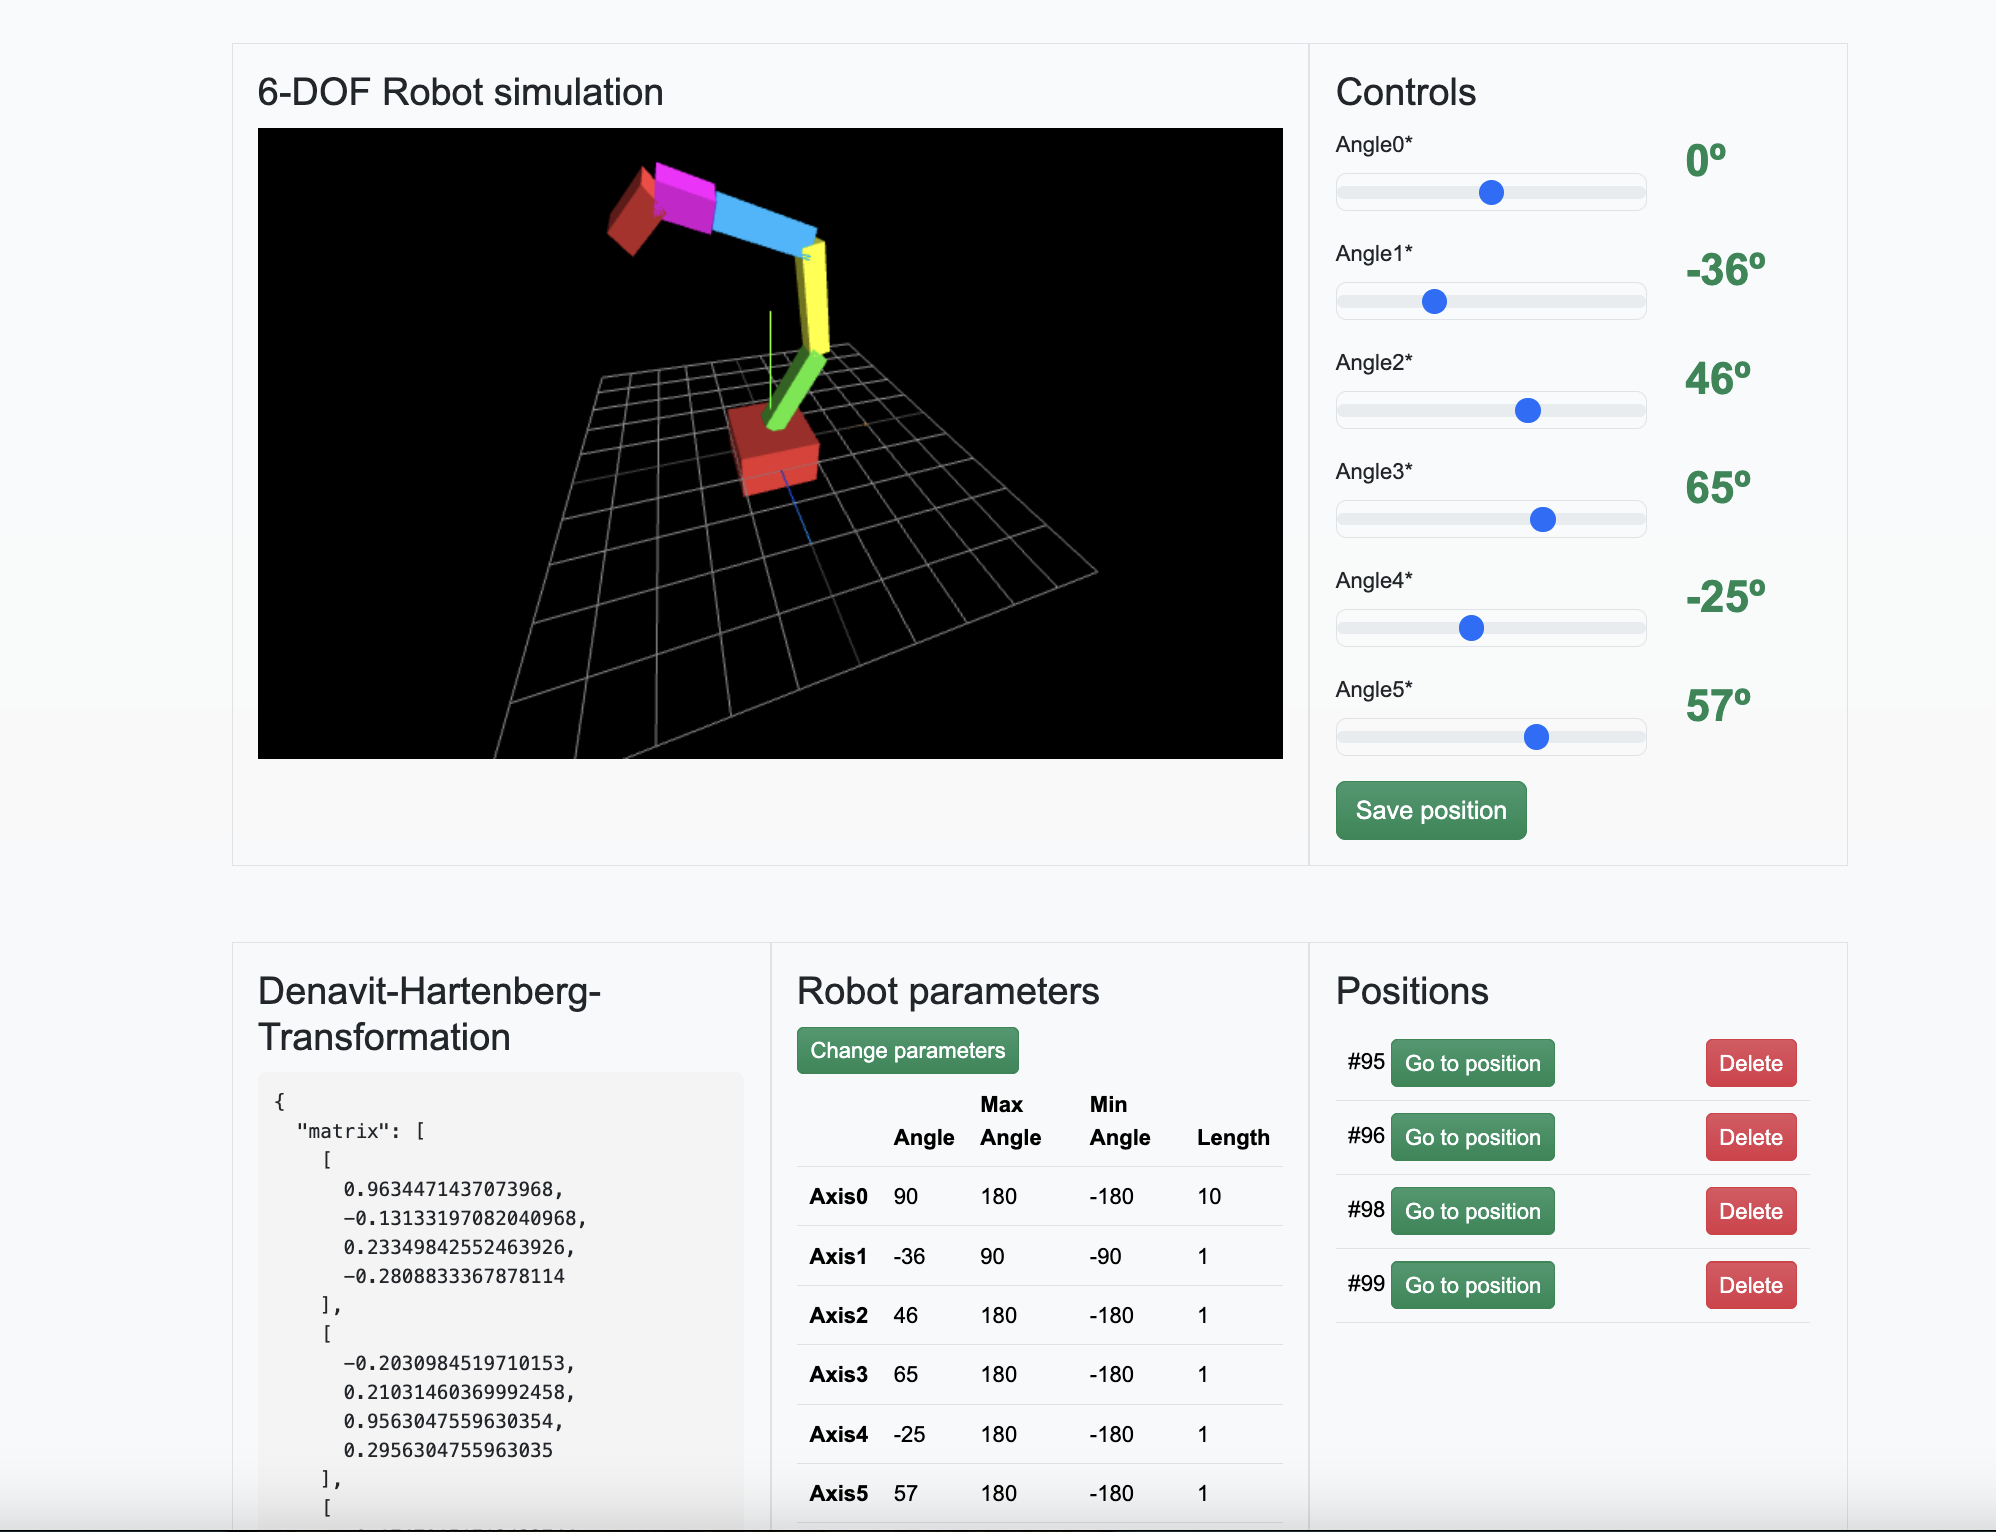 6-DOF Robot simulation
Controls
Angle0*
0º
Angle1*
-36º
Angle2*
46º
Angle3*
65º
Angle4*
-25º
Angle5*
57º
Save position
Denavit-Hartenberg-
Transformation
{
"matrix": [
[
0.9634471437073968,
-0.13133197082040968,
0.23349842552463926,
-0.2808833367878114
],
[
-0.2030984519710153,
0.21031460369992458,
0.9563047559630354,
0.2956304755963035
],
[
Robot parameters
Change parameters
Angle Max Angle Min Angle Length
Axis0 90 180 -180 10
Axis1 -36 90 -90 1
Axis2 46 180 -180 1
Axis3 65 180 -180 1
Axis4 -25 180 -180 1
Axis5 57 180 -180 1
Positions
#95 Go to position Delete
#96 Go to position Delete
#98 Go to position Delete
#99 Go to position Delete